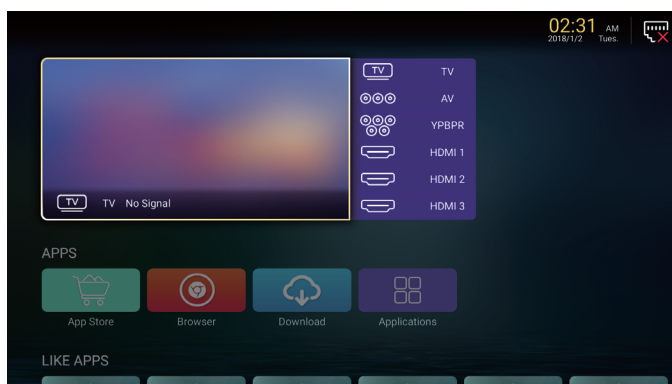 02:31 AM
2018/1/2 Tues.
TV TV
AV
YPBPR
HDMI 1
HDMI 2
TV TV No Signal
HDMI 3
APPS
App Store Browser Download Applications
LIKE APPS